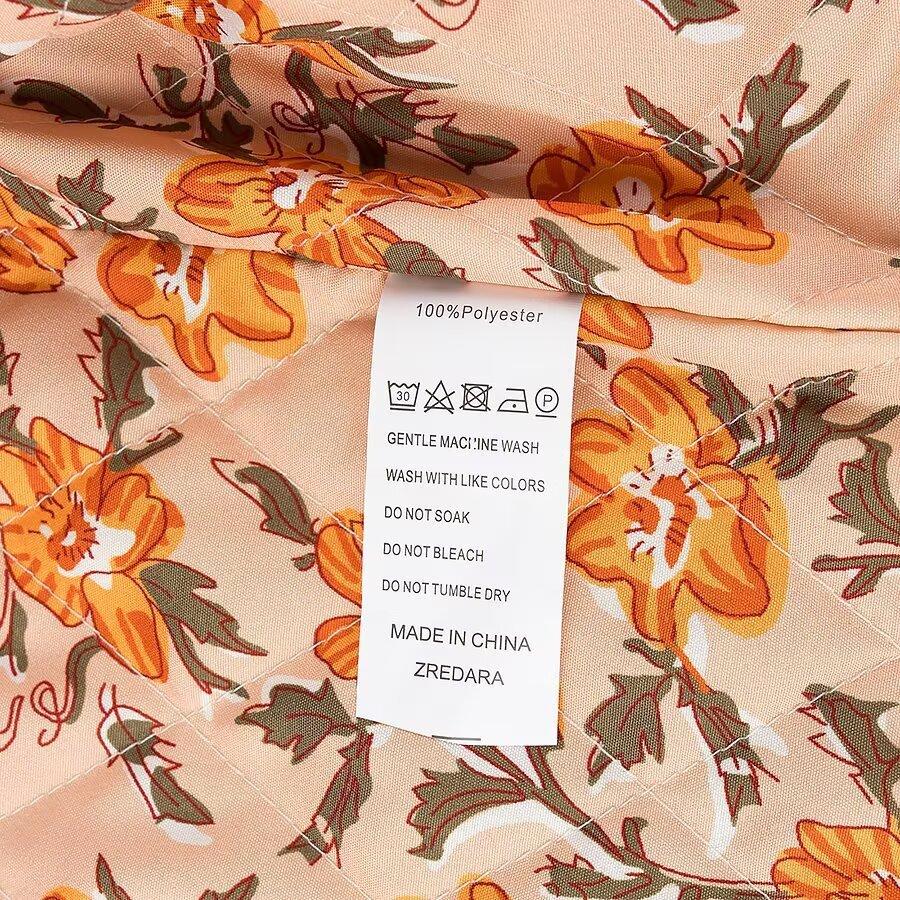 100%Polyester
30 P
GENTLE MACHINE WASH
WASH WITH LIKE COLORS
DO NOT SOAK
DO NOT BLEACH
DO NOT TUMBLE DRY
MADE IN CHINA
ZREDARA